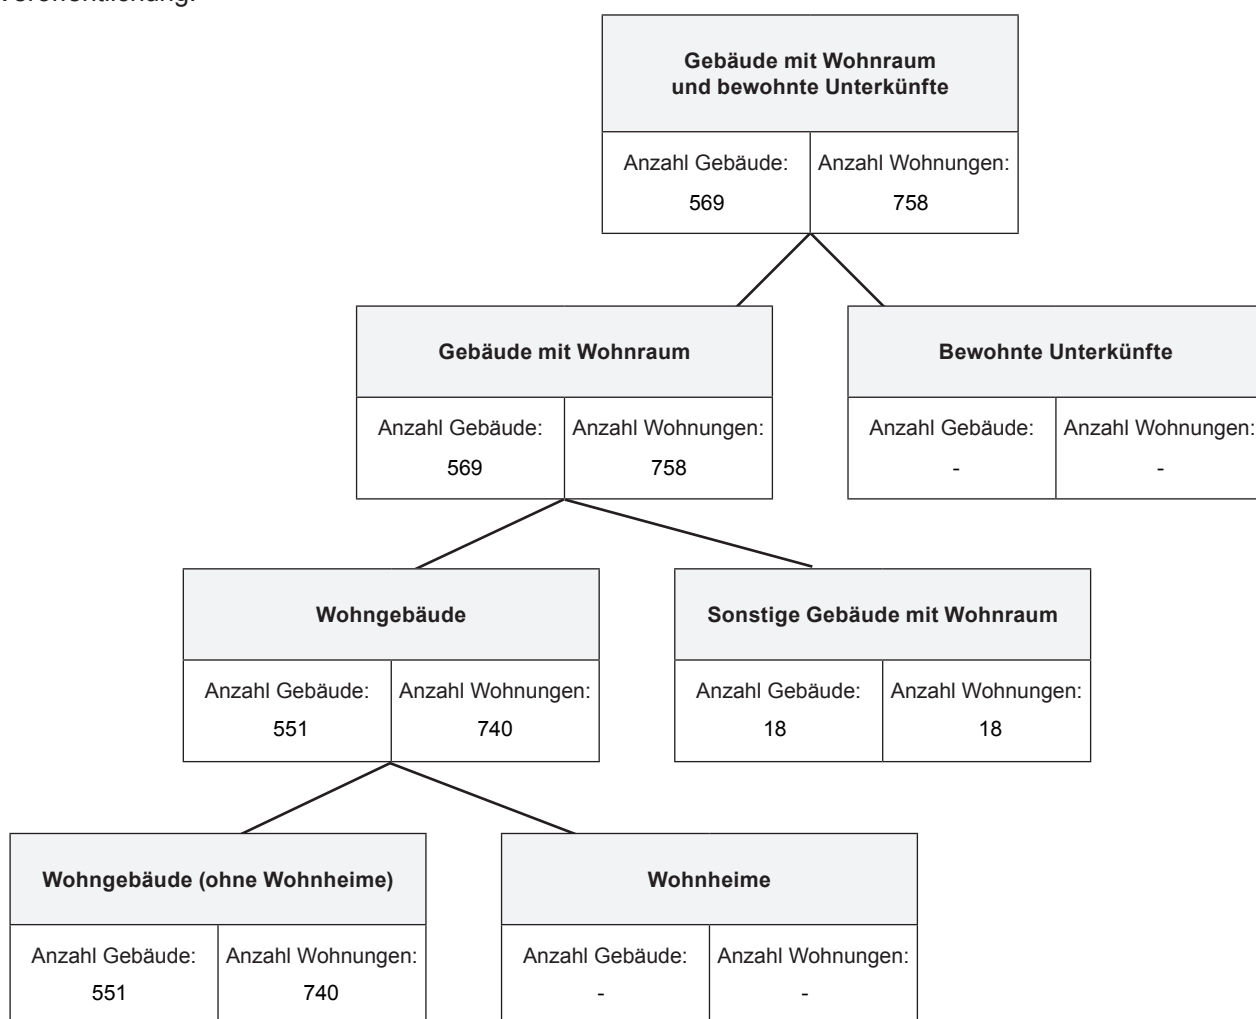 Veröffentlichung.
Gebäude mit Wohnraum
und bewohnte Unterkünfte
Anzahl Gebäude: Anzahl Wohnungen:
569 758
Gebäude mit Wohnraum Bewohnte Unterkünfte
Anzahl Gebäude: Anzahl Wohnungen: Anzahl Gebäude: Anzahl Wohnungen:
569 758 - -
Wohngebäude Sonstige Gebäude mit Wohnraum
Anzahl Gebäude: Anzahl Wohnungen: Anzahl Gebäude: Anzahl Wohnungen:
551 740 18 18
Wohngebäude (ohne Wohnheime) Wohnheime
Anzahl Gebäude: Anzahl Wohnungen: Anzahl Gebäude: Anzahl Wohnungen:
551 740 - -